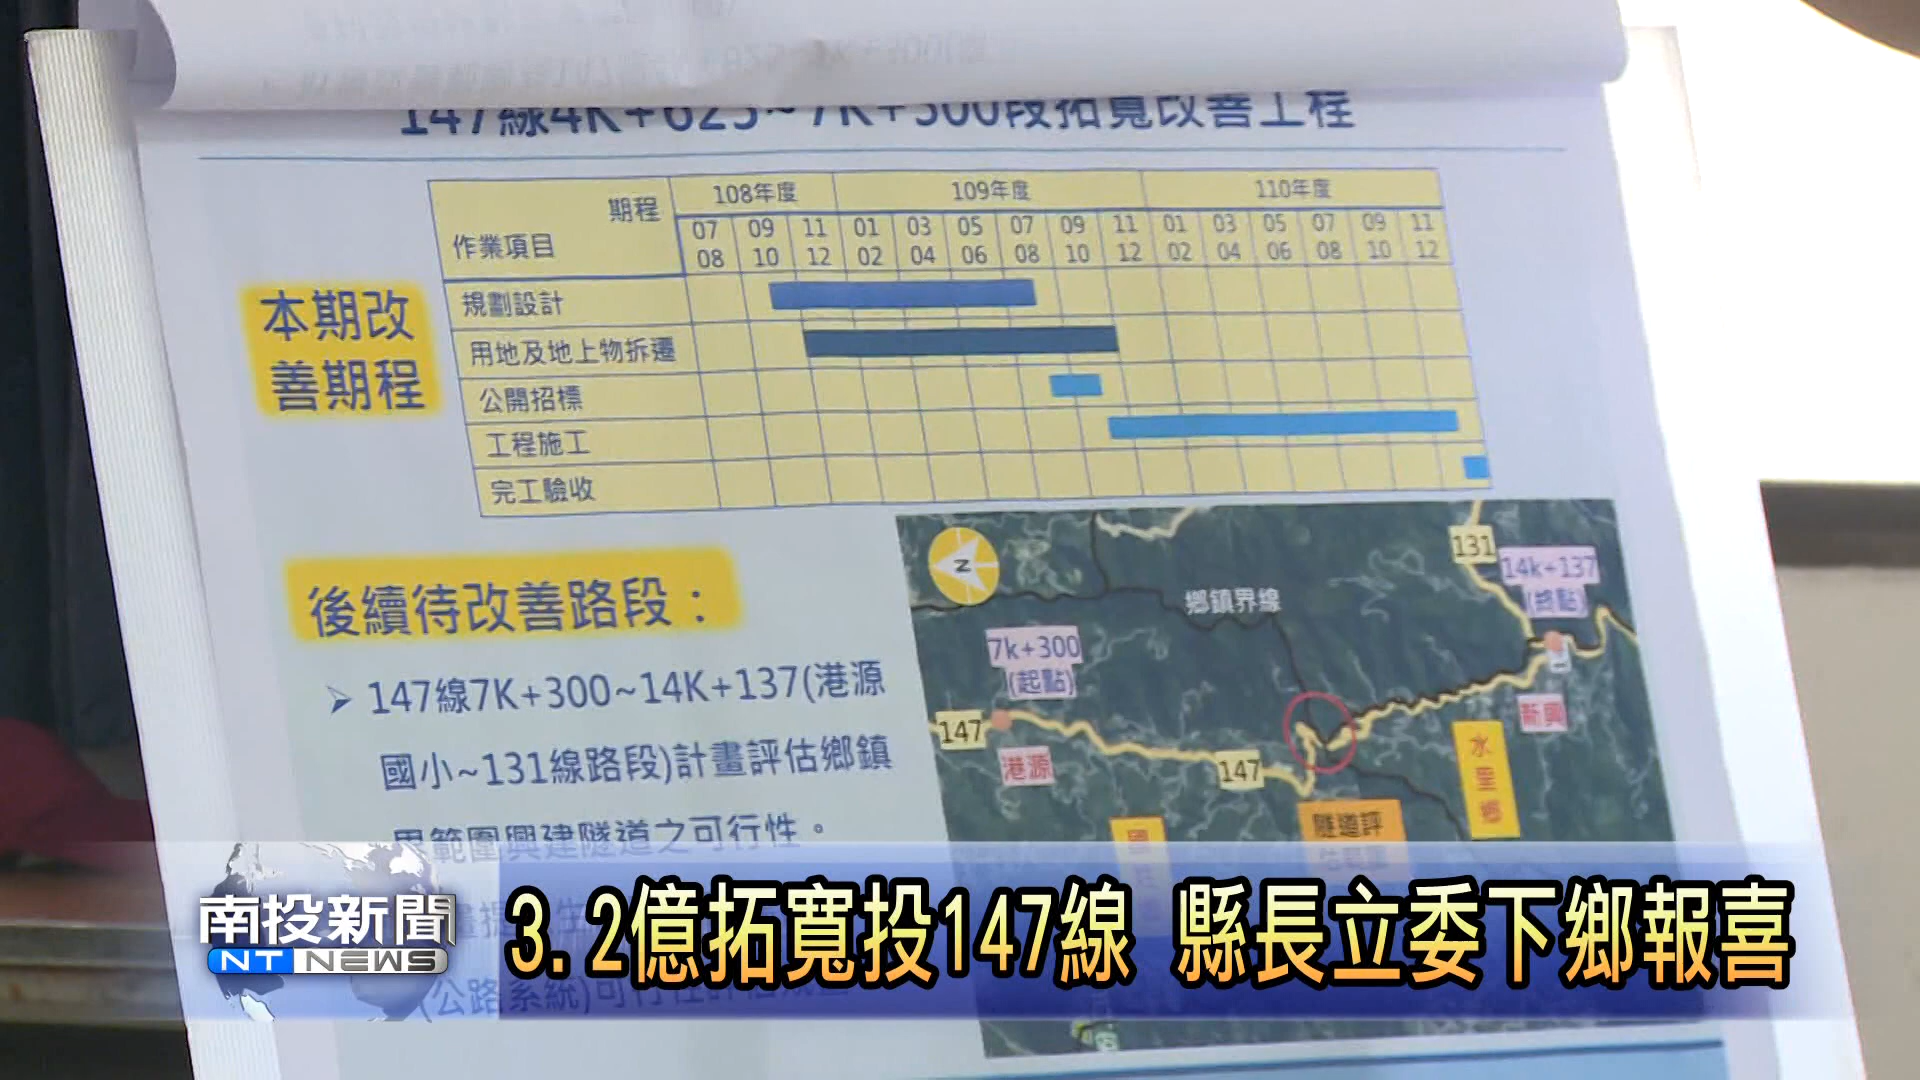 147線4K+625~7K+300段拓寬改善工程
期程
作業項目
108年度 109年度 110年度
07 09 11 01 03 05 07 09 11 01 03 05 07 09 11
08 10 12 02 04 06 08 10 12 02 04 06 08 10 12
規劃設計
用地及地上物拆遷
公開招標
工程施工
完工驗收
本期改
善期程
後續待改善路段：
➢ 147線7K+300~14K+137(港源
國小~131線路段)計畫評估鄉鎮
界範圍興建隧道之可行性。
(公路系統)可行性評估
N
鄉鎮界線
131
14k+137
(終點)
7k+300
(起點)
147
港源
147
新興
水里鄉
隧道評
南投新聞
NT NEWS
3.2億拓寬投147線 縣長立委下鄉報喜